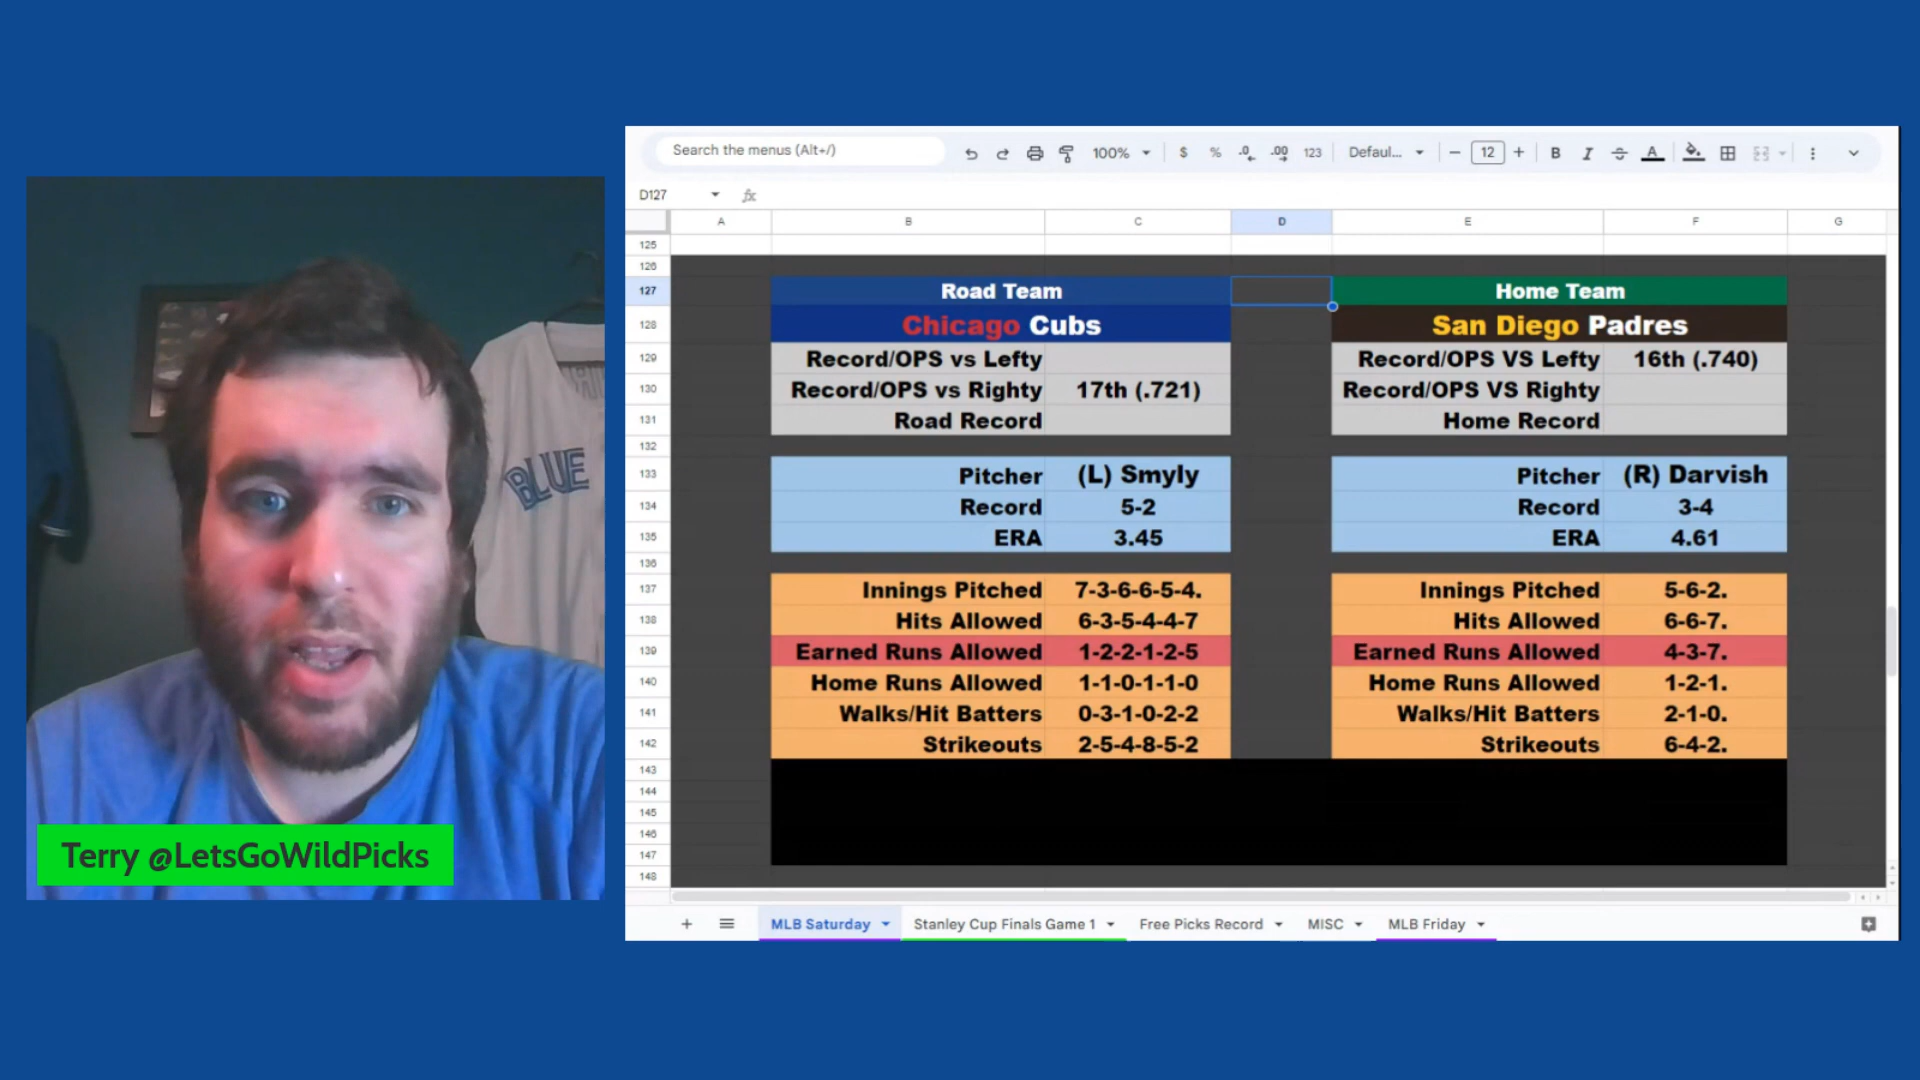 Search the menus (Alt+/)
100%
$ % .0 .00 123
Defaul...
12
B I A
D127
fx
A B C D E F G
125
126
127 Road Team Home Team
128 Chicago Cubs San Diego Padres
129 Record/OPS vs Lefty Record/OPS VS Lefty 16th (.740)
130 Record/OPS vs Righty 17th (.721) Record/OPS VS Righty
131 Road Record Home Record
132
133 Pitcher (L) Smyly Pitcher (R) Darvish
134 Record 5-2 Record 3-4
135 ERA 3.45 ERA 4.61
136
137 Innings Pitched 7-3-6-6-5-4. Innings Pitched 5-6-2.
138 Hits Allowed 6-3-5-4-4-7 Hits Allowed 6-6-7.
139 Earned Runs Allowed 1-2-2-1-2-5 Earned Runs Allowed 4-3-7.
140 Home Runs Allowed 1-1-0-1-1-0 Home Runs Allowed 1-2-1.
141 Walks/Hit Batters 0-3-1-0-2-2 Walks/Hit Batters 2-1-0.
142 Strikeouts 2-5-4-8-5-2 Strikeouts 6-4-2.
143
144
145
146
147
148
MLB Saturday Stanley Cup Finals Game 1 Free Picks Record MISC MLB Friday
BLUE
Terry @LetsGoWildPicks